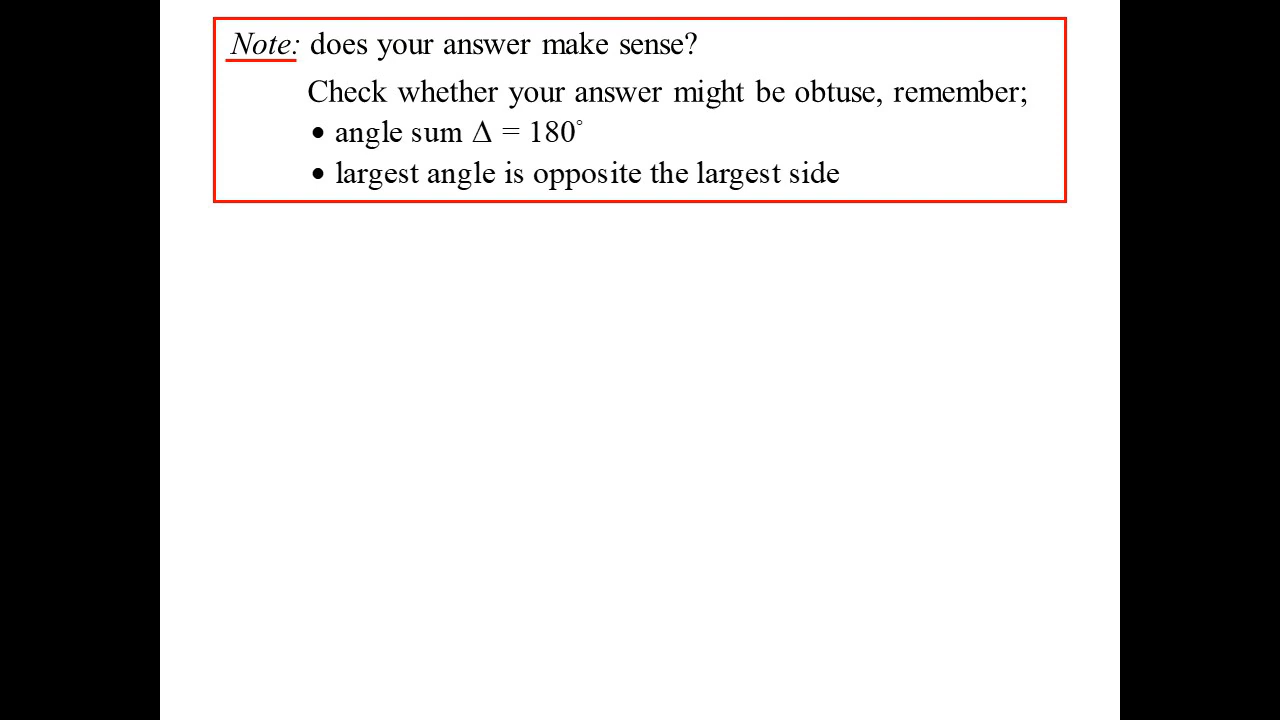 Note: does your answer make sense?
Check whether your answer might be obtuse, remember;
• angle sum Δ = 180°
• largest angle is opposite the largest side